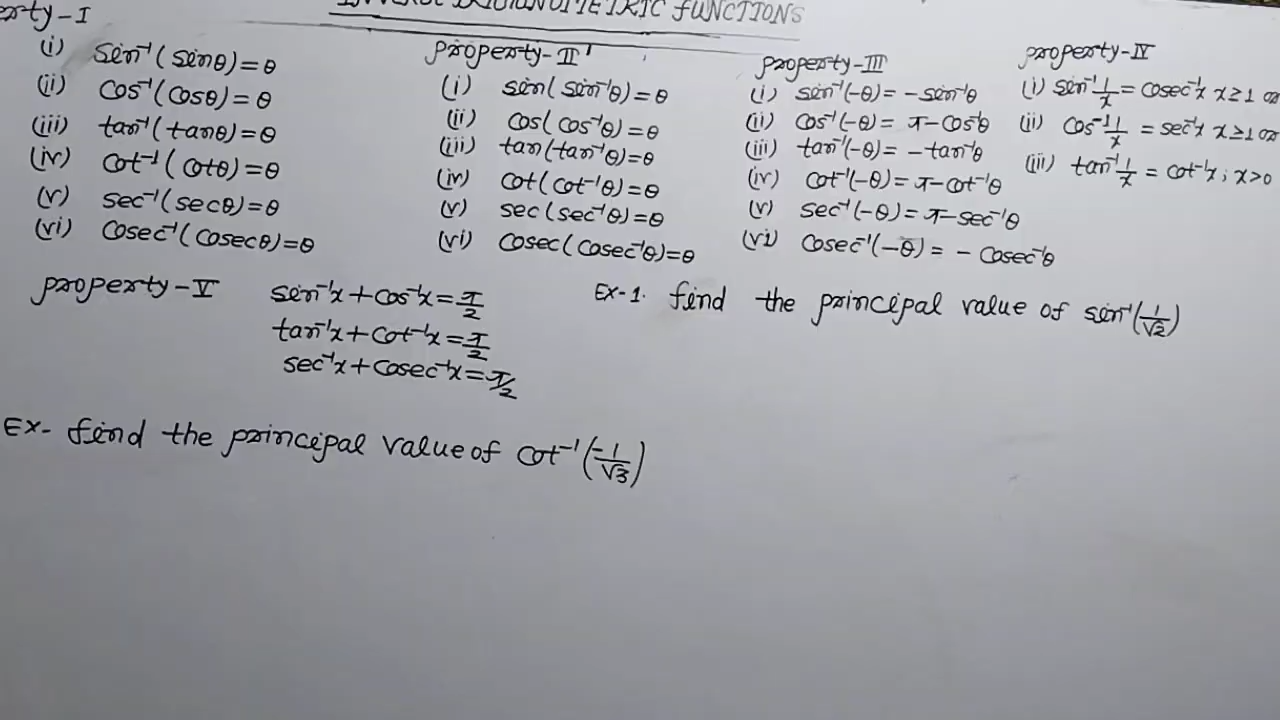 INVERSE TRIGONOMETRIC FUNCTIONS
erty-I
(i) sin⁻¹(sinθ)=θ
(ii) cos⁻¹(cosθ)=θ
(iii) tan⁻¹(tanθ)=θ
(iv) cot⁻¹(cotθ)=θ
(v) sec⁻¹(secθ)=θ
(vi) cosec⁻¹(cosecθ)=θ
property-II
(i) sin(sin⁻¹θ)=θ
(ii) cos(cos⁻¹θ)=θ
(iii) tan(tan⁻¹θ)=θ
(iv) cot(cot⁻¹θ)=θ
(v) sec(sec⁻¹θ)=θ
(vi) cosec(cosec⁻¹θ)=θ
property-III
(i) sin⁻¹(-θ)= -sin⁻¹θ
(ii) cos⁻¹(-θ)= π-cos⁻¹θ
(iii) tan⁻¹(-θ)= -tan⁻¹θ
(iv) cot⁻¹(-θ)=π-cot⁻¹θ
(v) sec⁻¹(-θ)=π-sec⁻¹θ
(vi) cosec⁻¹(-θ)= - cosec⁻¹θ
property-IV
(i) sin⁻¹ 1/x = cosec⁻¹x x≥1 or
(ii) cos⁻¹ 1/x = sec⁻¹x x≥1 or
(iii) tan⁻¹ 1/x = cot⁻¹x; x>0
property-V
sin⁻¹x+cos⁻¹x=π/2
tan⁻¹x+cot⁻¹x=π/2
sec⁻¹x+cosec⁻¹x=π/2
Ex-1. find the principal value of sin⁻¹(1/√2)
Ex- find the principal value of cot⁻¹(-1/√3)